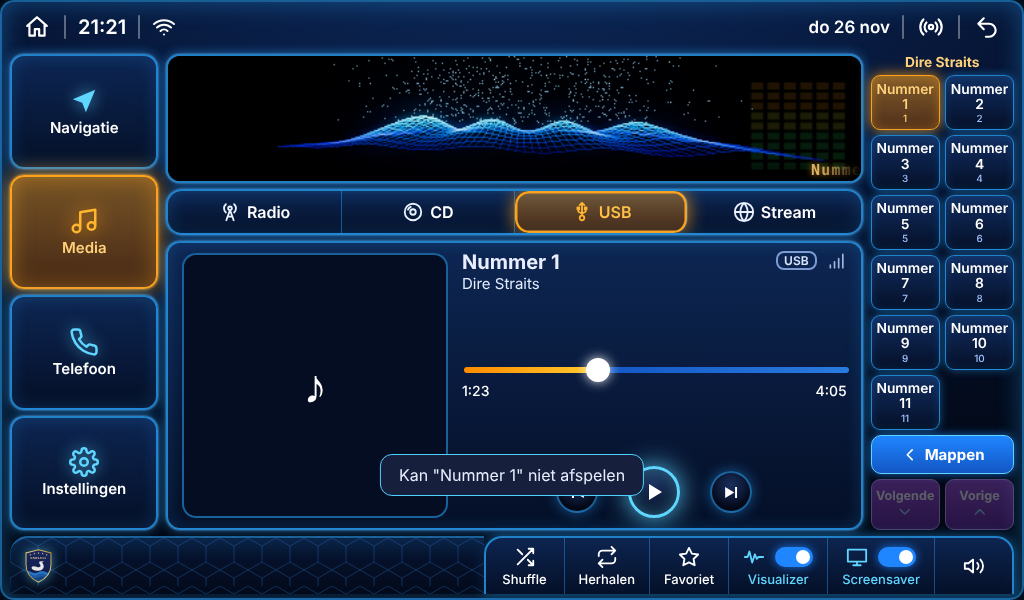 21:21
do 26 nov
Navigatie
Media
Telefoon
Instellingen
Radio
CD
USB
Stream
Nummer 1
USB
Dire Straits
1:23
4:05
Kan "Nummer 1" niet afspelen
Dire Straits
Nummer
1
1
Nummer
2
2
Nummer
3
3
Nummer
4
4
Nummer
5
5
Nummer
6
6
Nummer
7
7
Nummer
8
8
Nummer
9
9
Nummer
10
10
Nummer
11
11
Mappen
Volgende
Vorige
Shuffle
Herhalen
Favoriet
Visualizer
Screensaver